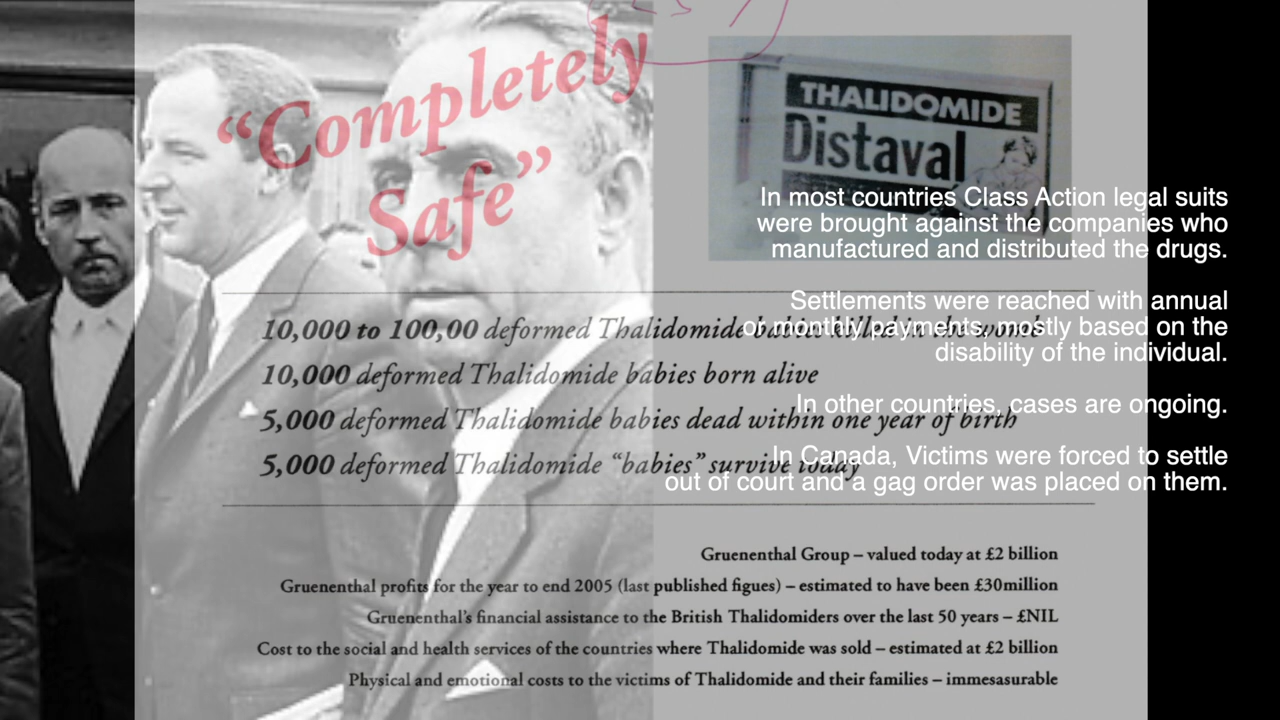 “Completely
Safe”
THALIDOMIDE
Distaval
In most countries Class Action legal suits
were brought against the companies who
manufactured and distributed the drugs.
Settlements were reached with annual
or monthly payments, mostly based on the
disability of the individual.
In other countries, cases are ongoing.
In Canada, Victims were forced to settle
out of court and a gag order was placed on them.
10,000 to 100,00 deformed Thalidomide babies killed in the womb
10,000 deformed Thalidomide babies born alive
5,000 deformed Thalidomide babies dead within one year of birth
5,000 deformed Thalidomide “babies” survive today
Gruenenthal Group – valued today at £2 billion
Gruenenthal profits for the year to end 2005 (last published figues) – estimated to have been £30million
Gruenenthal’s financial assistance to the British Thalidomiders over the last 50 years – £NIL
Cost to the social and health services of the countries where Thalidomide was sold – estimated at £2 billion
Physical and emotional costs to the victims of Thalidomide and their families – immesasurable